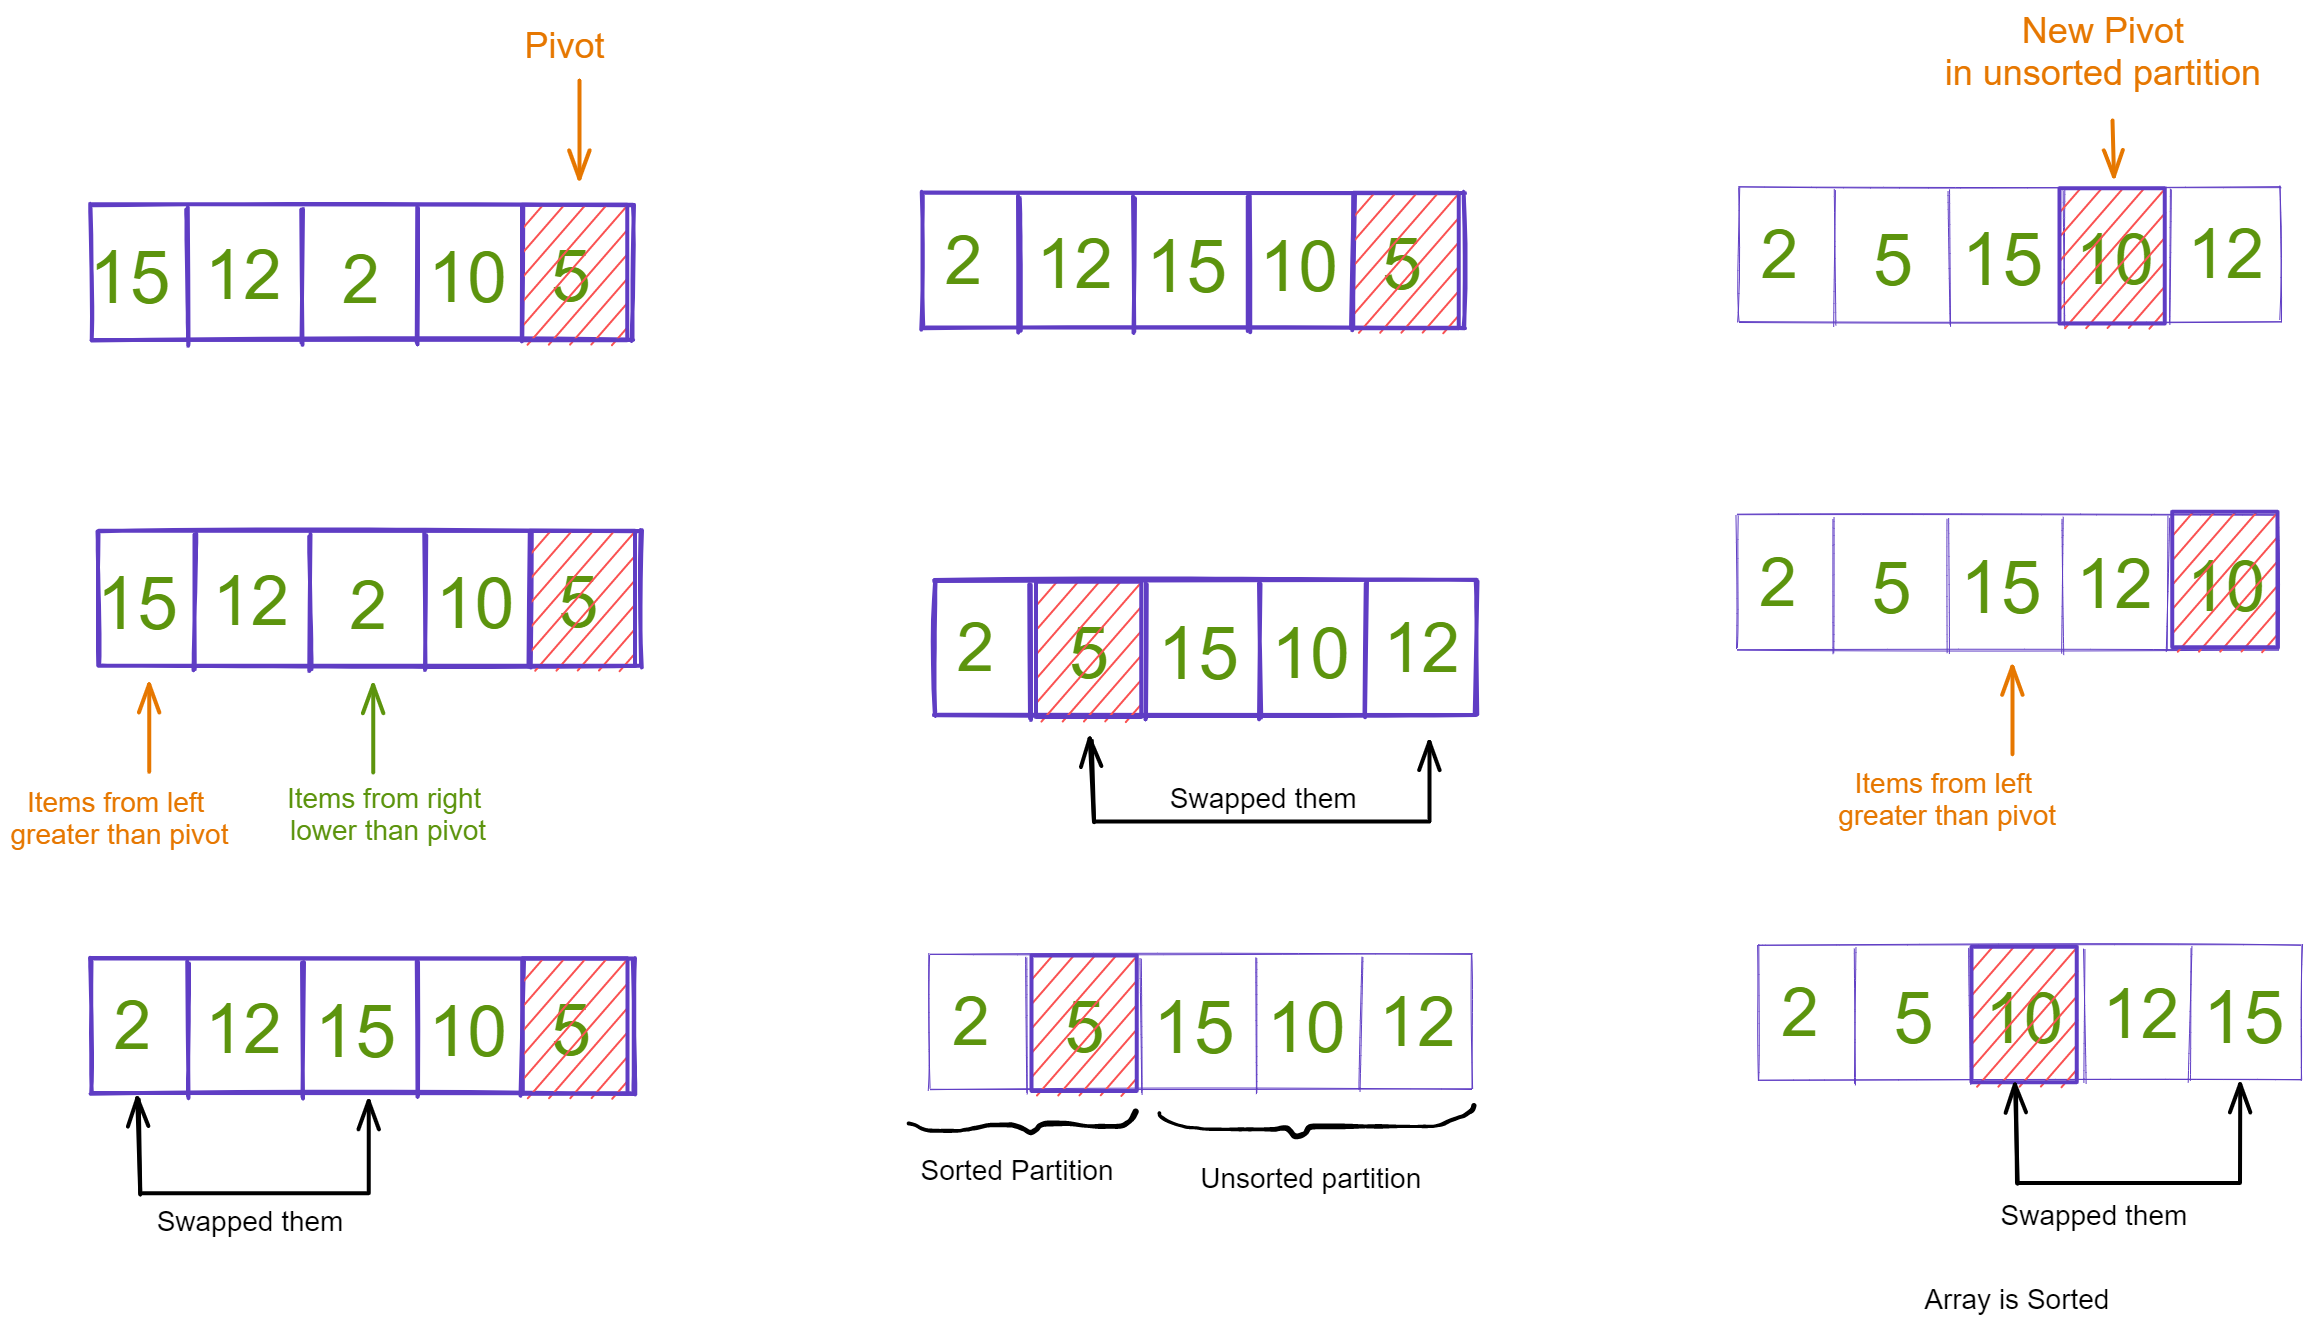 Pivot
15 12 2 10 5
15 12 2 10 5
Items from left
greater than pivot
Items from right
lower than pivot
2 12 15 10 5
Swapped them
2 12 15 10 5
2 5 15 10 12
Swapped them
2 5 15 10 12
Sorted Partition
Unsorted partition
New Pivot
in unsorted partition
2 5 15 10 12
2 5 15 12 10
Items from left
greater than pivot
2 5 10 12 15
Swapped them
Array is Sorted